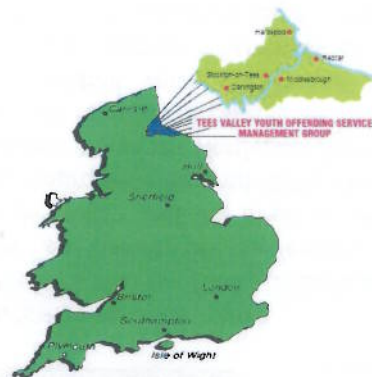 Hartlepool
Redcar
Stockton-on-Tees
Middlesbrough
Darlington
TEES VALLEY YOUTH OFFENDING SERVICE
MANAGEMENT GROUP
Carlisle
Hull
Sheffield
Bristol
London
Southampton
Plymouth
Isle of Wight